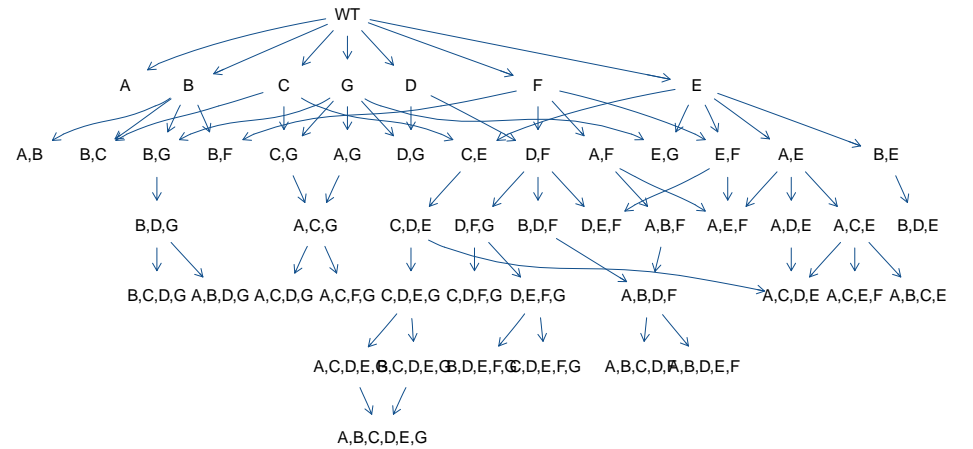 WT
A B C G D F E
A,B B,C B,G B,F C,G A,G D,G C,E D,F A,F E,G E,F A,E B,E
B,D,G A,C,G C,D,E D,F,G B,D,F D,E,F A,B,F A,E,F A,D,E A,C,E B,D,E
B,C,D,G A,B,D,G A,C,D,G A,C,F,G C,D,E,G C,D,F,G D,E,F,G A,B,D,F A,C,D,E A,C,E,F A,B,C,E
A,C,D,E,G B,C,D,E,G B,D,E,F,G C,D,E,F,G A,B,C,D,F A,B,D,E,F
A,B,C,D,E,G